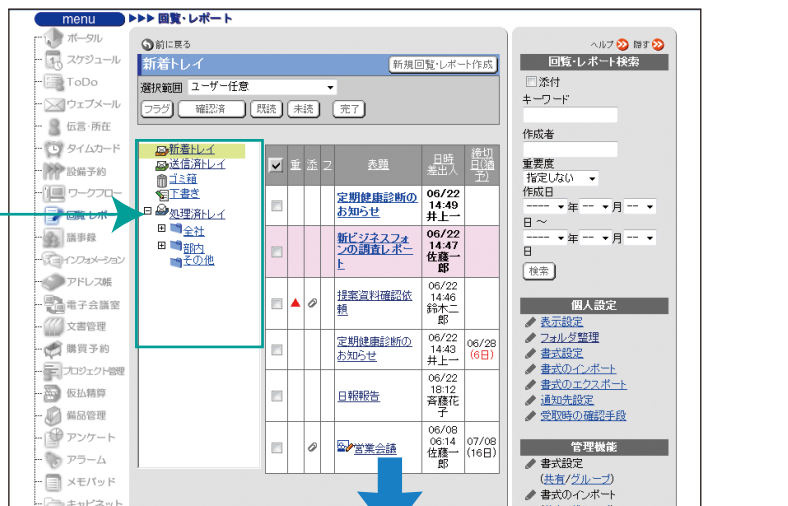 menu
▶▶▶ 回覧・レポート
ポータル
スケジュール
ToDo
ウェブメール
伝言・所在
タイムカード
設備予約
ワークフロー
回覧・レポート
議事録
インフォメーション
アドレス帳
電子会議室
文書管理
購買予約
プロジェクト管理
仮払精算
備品管理
アンケート
アラーム
メモパッド
キャビネット
前に戻る
新着トレイ
新規回覧・レポート作成
選択範囲 ユーザー任意
フラグ 確認済 既読 未読 完了
新着トレイ
送信済トレイ
ゴミ箱
下書き
処理済トレイ
全社
部内
その他
重 添 フ 表題 日時 差出人 締切日(過予)
定期健康診断のお知らせ 06/22 14:49 井上一
新ビジネスフォンの調査レポート 06/22 14:47 佐藤一郎
提案資料確認依頼 06/22 14:46 鈴木二郎
定期健康診断のお知らせ 06/22 14:43 井上一 06/28 (6日)
日報報告 06/22 18:12 斉藤花子
営業会議 06/08 06:14 佐藤一郎 07/08 (16日)
ヘルプ 隠す
回覧・レポート検索
添付
キーワード
作成者
重要度
指定しない
作成日
---- 年 -- 月 --
日 ~
---- 年 -- 月 --
日
検索
個人設定
表示設定
フォルダ整理
書式設定
書式のインポート
書式のエクスポート
通知先設定
受取時の確認手段
管理機能
書式設定
(共有/グループ)
書式のインポート